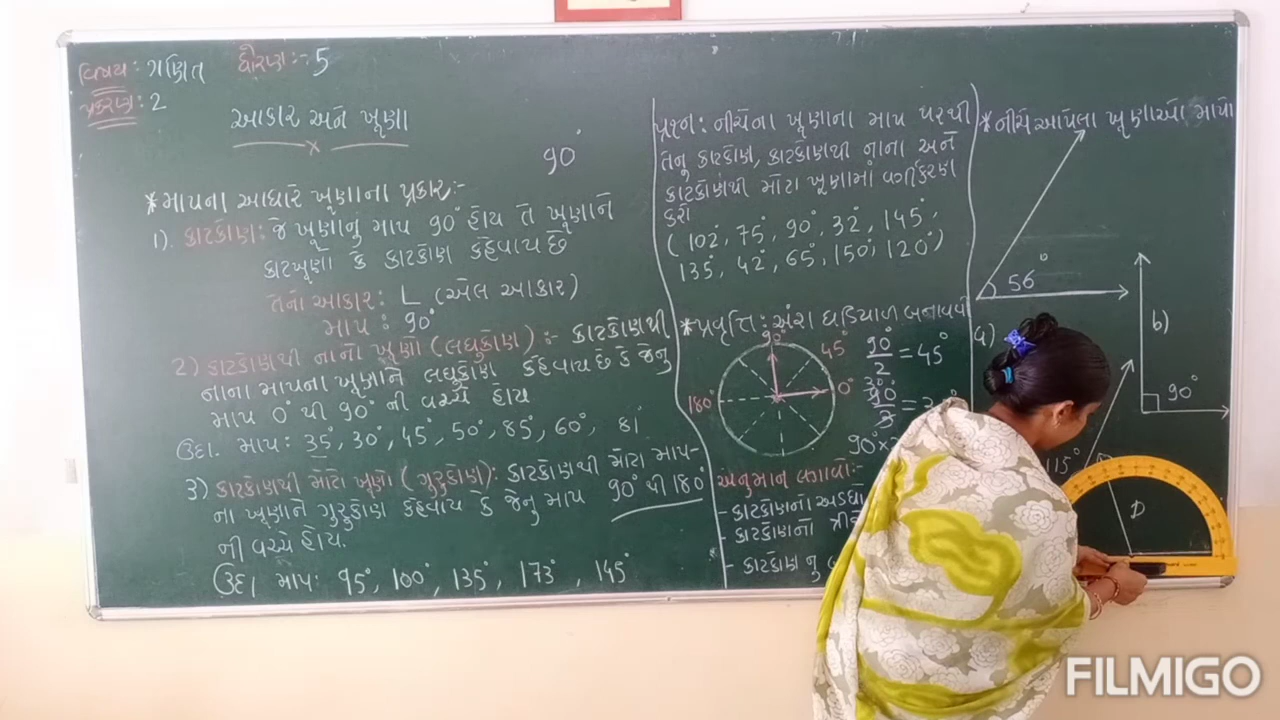 વિષય: ગણિત ધોરણ :- 5
પ્રકરણ: 2
આકાર અને ખૂણા
90°
* માપના આધારે ખૂણાના પ્રકાર:-
1). કાટકોણ: જે ખૂણાનું માપ 90° હોય તે ખૂણાને
કાટખૂણો કે કાટકોણ કહેવાય છે
તેનો આકાર: L (એલ આકાર)
માપ : 90°
2) કાટકોણથી નાનો ખૂણો (લઘુકોણ) :- કાટકોણથી
નાના માપના ખૂણાને લઘુકોણ કહેવાય છે કે જેનુ
માપ 0° થી 90° ની વચ્ચે હોય
ઉદા. માપ: 35°, 30°, 45°, 50°, 85°, 60°, 81
3) કાટકોણથી મોટો ખૂણો (ગુરુકોણ): કાટકોણથી મોટા માપ-
ના ખૂણાને ગુરુકોણ કહેવાય કે જેનુ માપ 90° થી 180°
ની વચ્ચે હોય.
ઉદા માપ: 95°, 100°, 135°, 173°, 145°
પ્રશ્ન: નીચેના ખૂણાના માપ પરથી
તેનુ કાટકોણ, કાટકોણથી નાના અને
કાટકોણથી મોટા ખૂણામાં વર્ગીકરણ
કરો
(102°, 75°, 90°, 32°, 145°,
135°, 42°, 65°, 150°, 120°)
* પ્રવૃત્તિ: અંશ ઘડિયાળ બનાવવી
90° 45°
180° 0°
90°/2 = 45°
30°
90°/3 =
90°×
અનુમાન લગાવો:-
- કાટકોણનો અડધો
- કાટકોણનો
- કાટકોણ નુ
* નીચે આપેલા ખૂણાઓ માપો
56°
a)
b)
90°
115°
D
FILMIGO